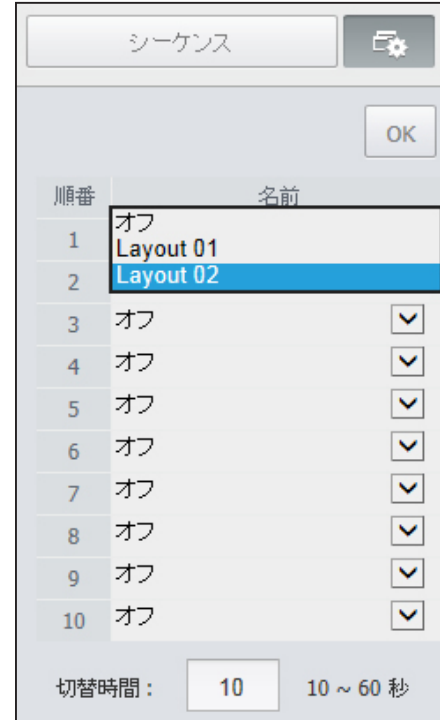 シーケンス
OK
順番 名前
オフ
1 Layout 01
2 Layout 02
3 オフ
4 オフ
5 オフ
6 オフ
7 オフ
8 オフ
9 オフ
10 オフ
切替時間 : 10 10 ~ 60 秒